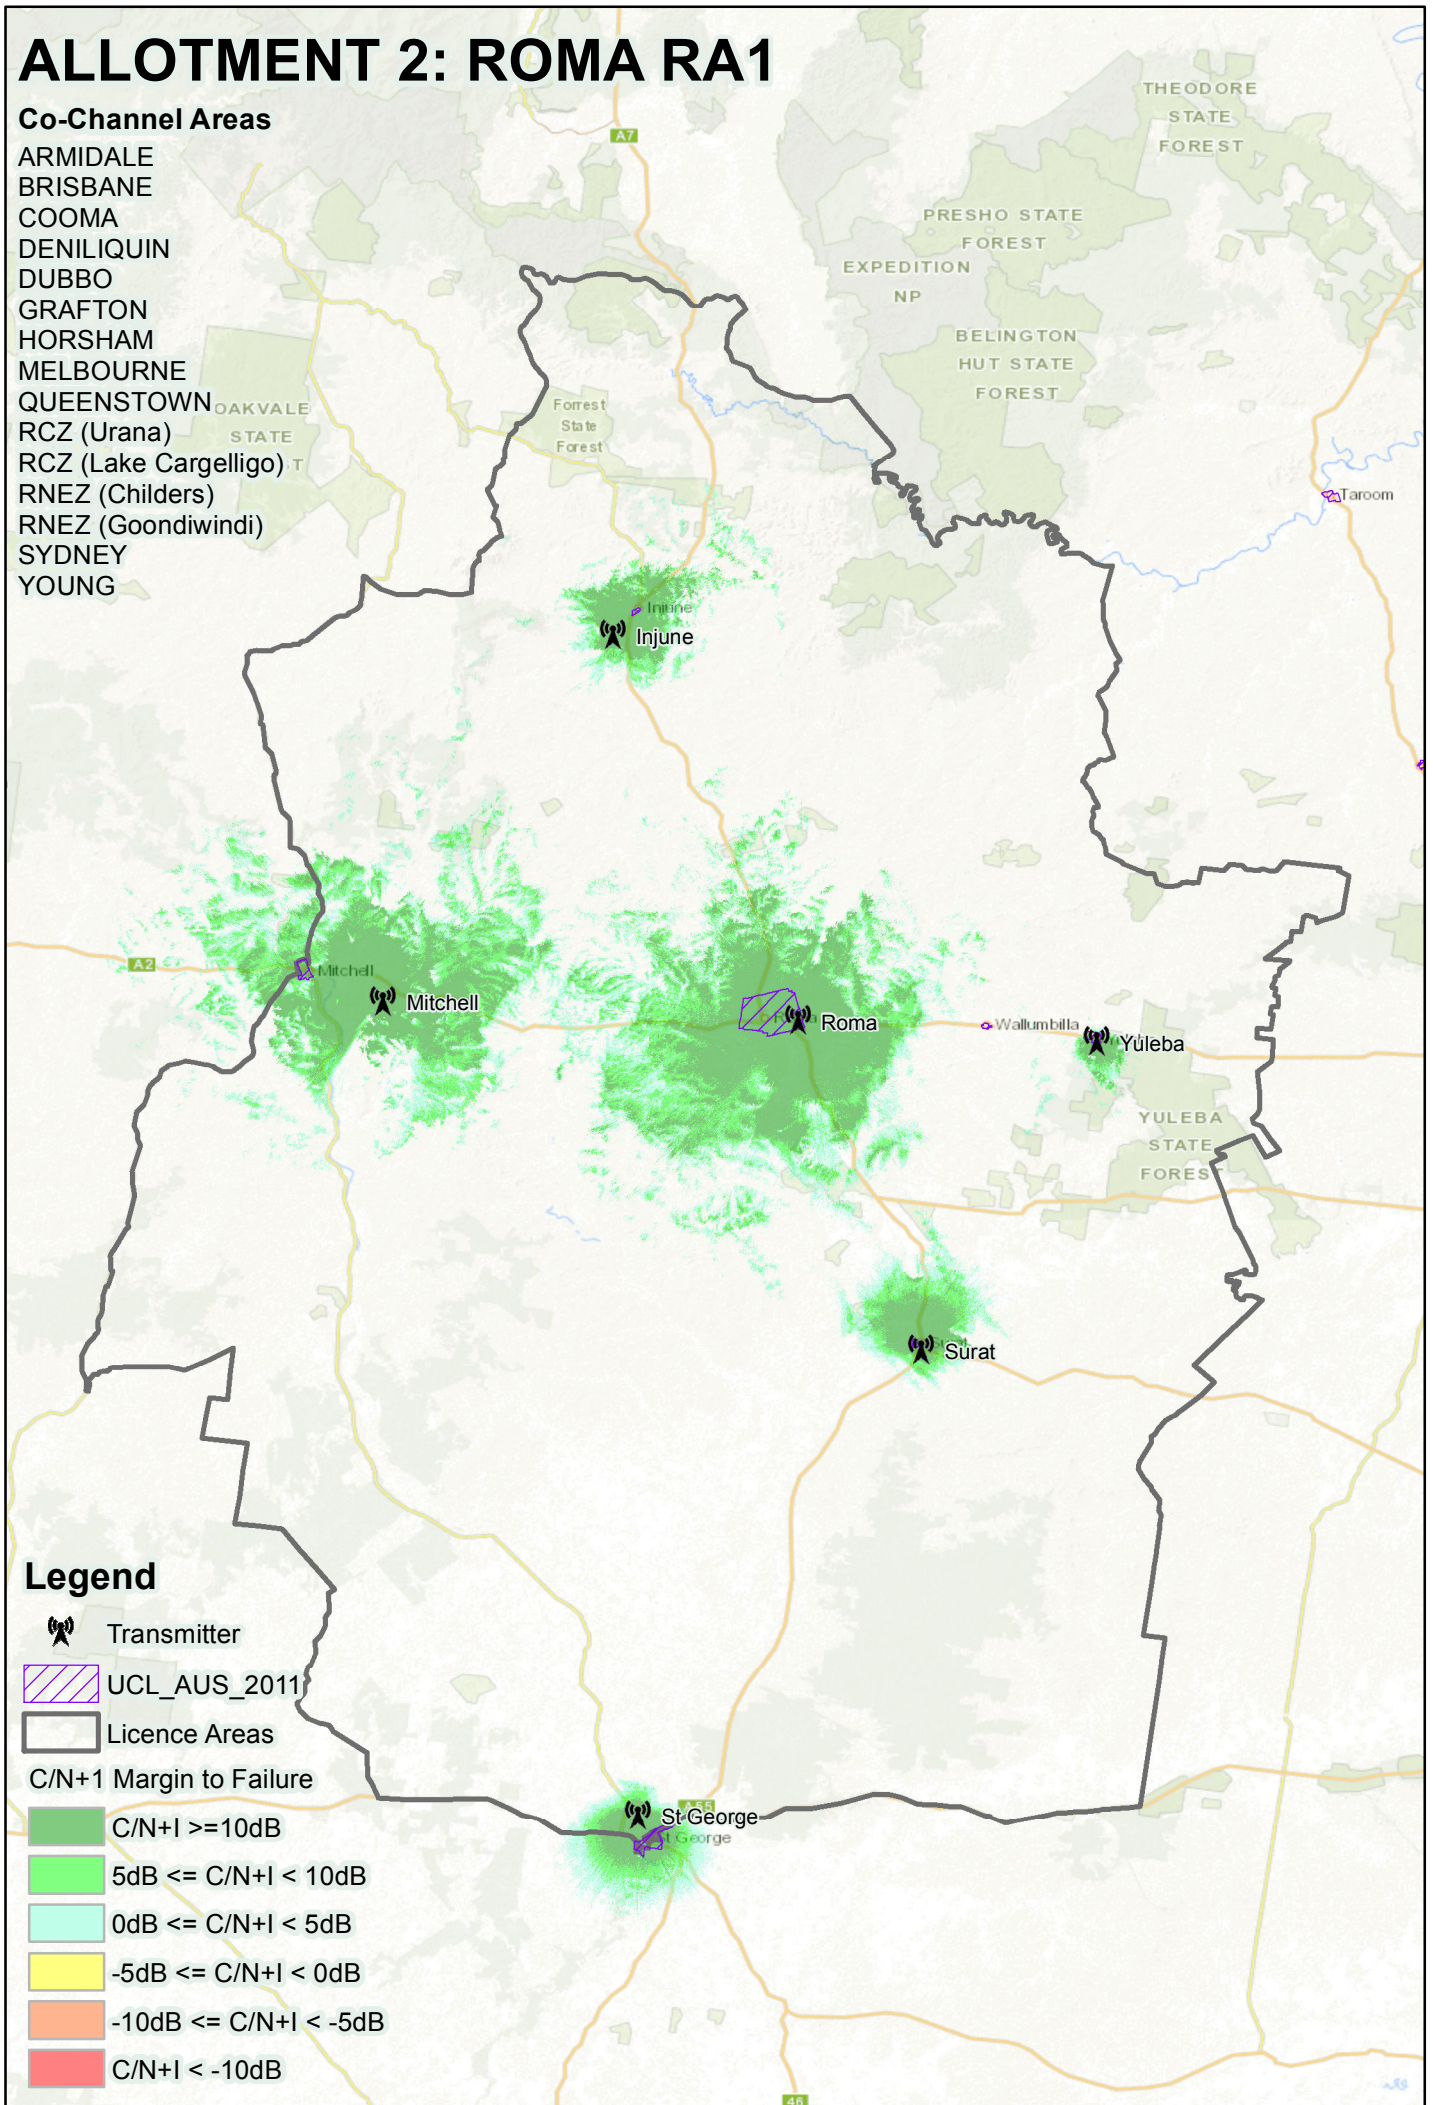 ALLOTMENT 2: ROMA RA1
Co-Channel Areas
ARMIDALE
BRISBANE
COOMA
DENILIQUIN
DUBBO
GRAFTON
HORSHAM
MELBOURNE
QUEENSTOWN
RCZ (Urana)
RCZ (Lake Cargelligo)
RNEZ (Childers)
RNEZ (Goondiwindi)
SYDNEY
YOUNG
A7
THEODORE
STATE
FOREST
PRESHO STATE
FOREST
EXPEDITION
NP
BELINGTON
HUT STATE
FOREST
OAKVALE
STATE
Forrest
State
Forest
Taroom
Injune
Injune
A2
Mitchell
Mitchell
Roma
Wallumbilla
Yuleba
YULEBA
STATE
FOREST
Surat
A55
St George
St George
Legend
Transmitter
UCL_AUS_2011
Licence Areas
C/N+1 Margin to Failure
C/N+I >=10dB
5dB <= C/N+I < 10dB
0dB <= C/N+I < 5dB
-5dB <= C/N+I < 0dB
-10dB <= C/N+I < -5dB
C/N+I < -10dB
46